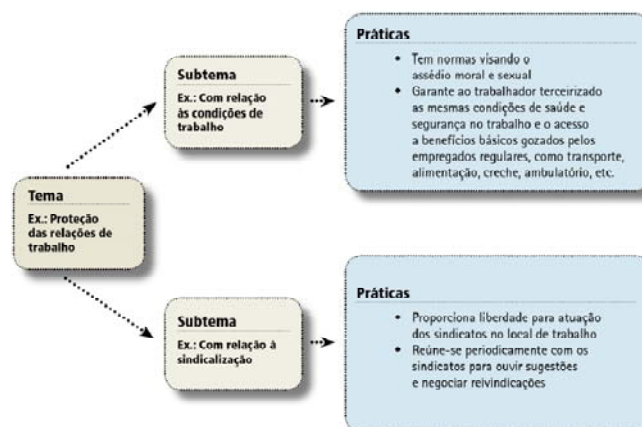 Tema
Ex.: Proteção
das relações de
trabalho
Subtema
Ex.: Com relação
às condições de
trabalho
Práticas
• Tem normas visando o
assédio moral e sexual
• Garante ao trabalhador terceirizado
as mesmas condições de saúde e
segurança no trabalho e o acesso
a benefícios básicos gozados pelos
empregados regulares, como transporte,
alimentação, creche, ambulatório, etc.
Subtema
Ex.: Com relação à
sindicalização
Práticas
• Proporciona liberdade para atuação
dos sindicatos no local de trabalho
• Reúne-se periodicamente com os
sindicatos para ouvir sugestões
e negociar reivindicações